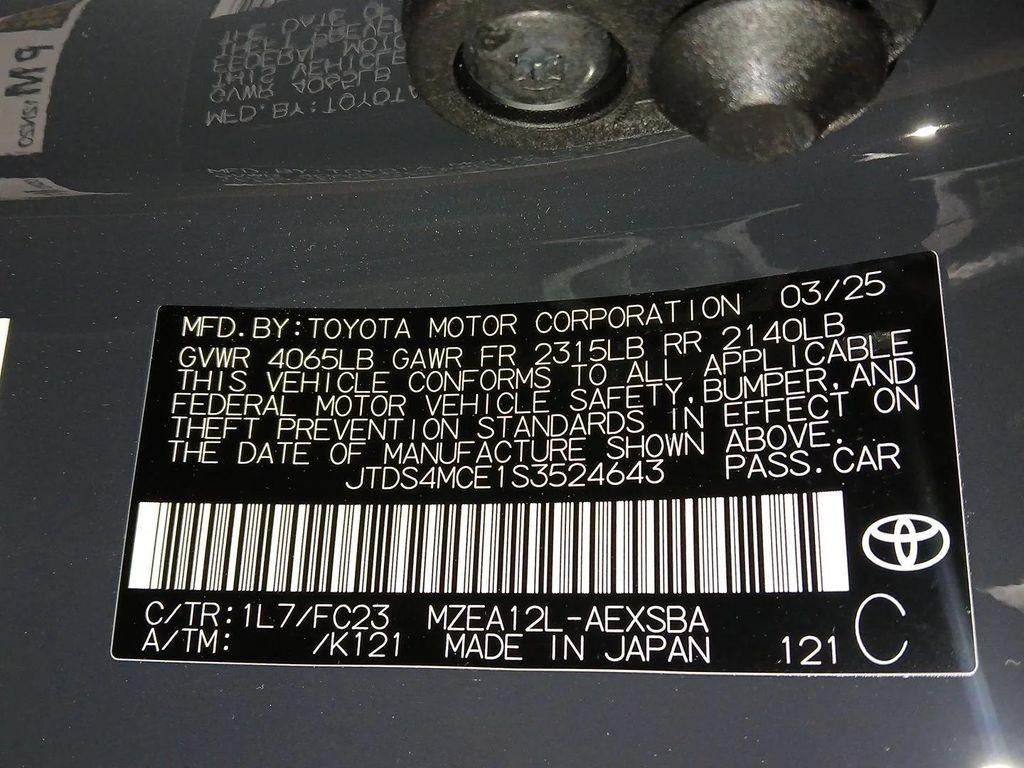 MFD.BY:TOYOTA MOTOR CORPORATION 03/25
GVWR 4065LB GAWR FR 2315LB RR 2140LB
THIS VEHICLE CONFORMS TO ALL APPLICABLE
FEDERAL MOTOR VEHICLE SAFETY,BUMPER,AND
THEFT PREVENTION STANDARDS IN EFFECT ON
THE DATE OF MANUFACTURE SHOWN ABOVE.
JTDS4MCE1S3524643 PASS.CAR
C/TR:1L7/FC23 MZEA12L-AEXSBA
A/TM: /K121 MADE IN JAPAN 121 C